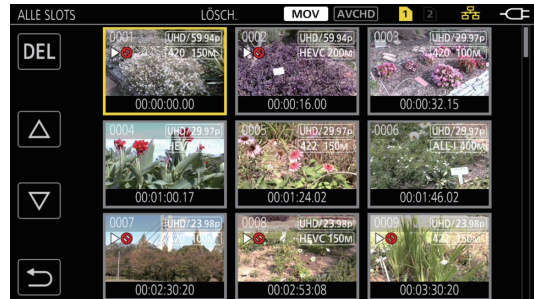 ALLE SLOTS LÖSCH. MOV AVCHD 1 2
DEL
0001 UHD/59.94p
420 150M
00:00:00.00
0002 UHD/59.94p
HEVC 200M
00:00:16.00
0003 UHD/29.97p
420 100M
00:00:32.15
0004 UHD/29.97p
HEVC
00:01:00.17
0005 UHD/29.97p
422 150M
00:01:24.02
0006 UHD/29.97p
ALL-I 400M
00:01:46.02
0007 UHD/23.98p
00:02:30:20
0008 UHD/23.98p
HEVC 150M
00:02:53:08
0009 UHD/23.98p
00:03:30:20